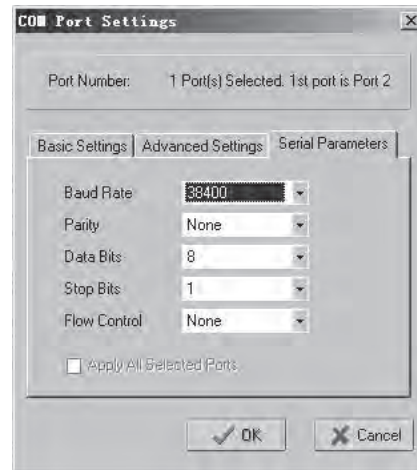 COM Port Settings
Port Number: 1 Port(s) Selected. 1st port is Port 2
Basic Settings Advanced Settings Serial Parameters
Baud Rate 38400
Parity None
Data Bits 8
Stop Bits 1
Flow Control None
Apply All Selected Ports
OK Cancel